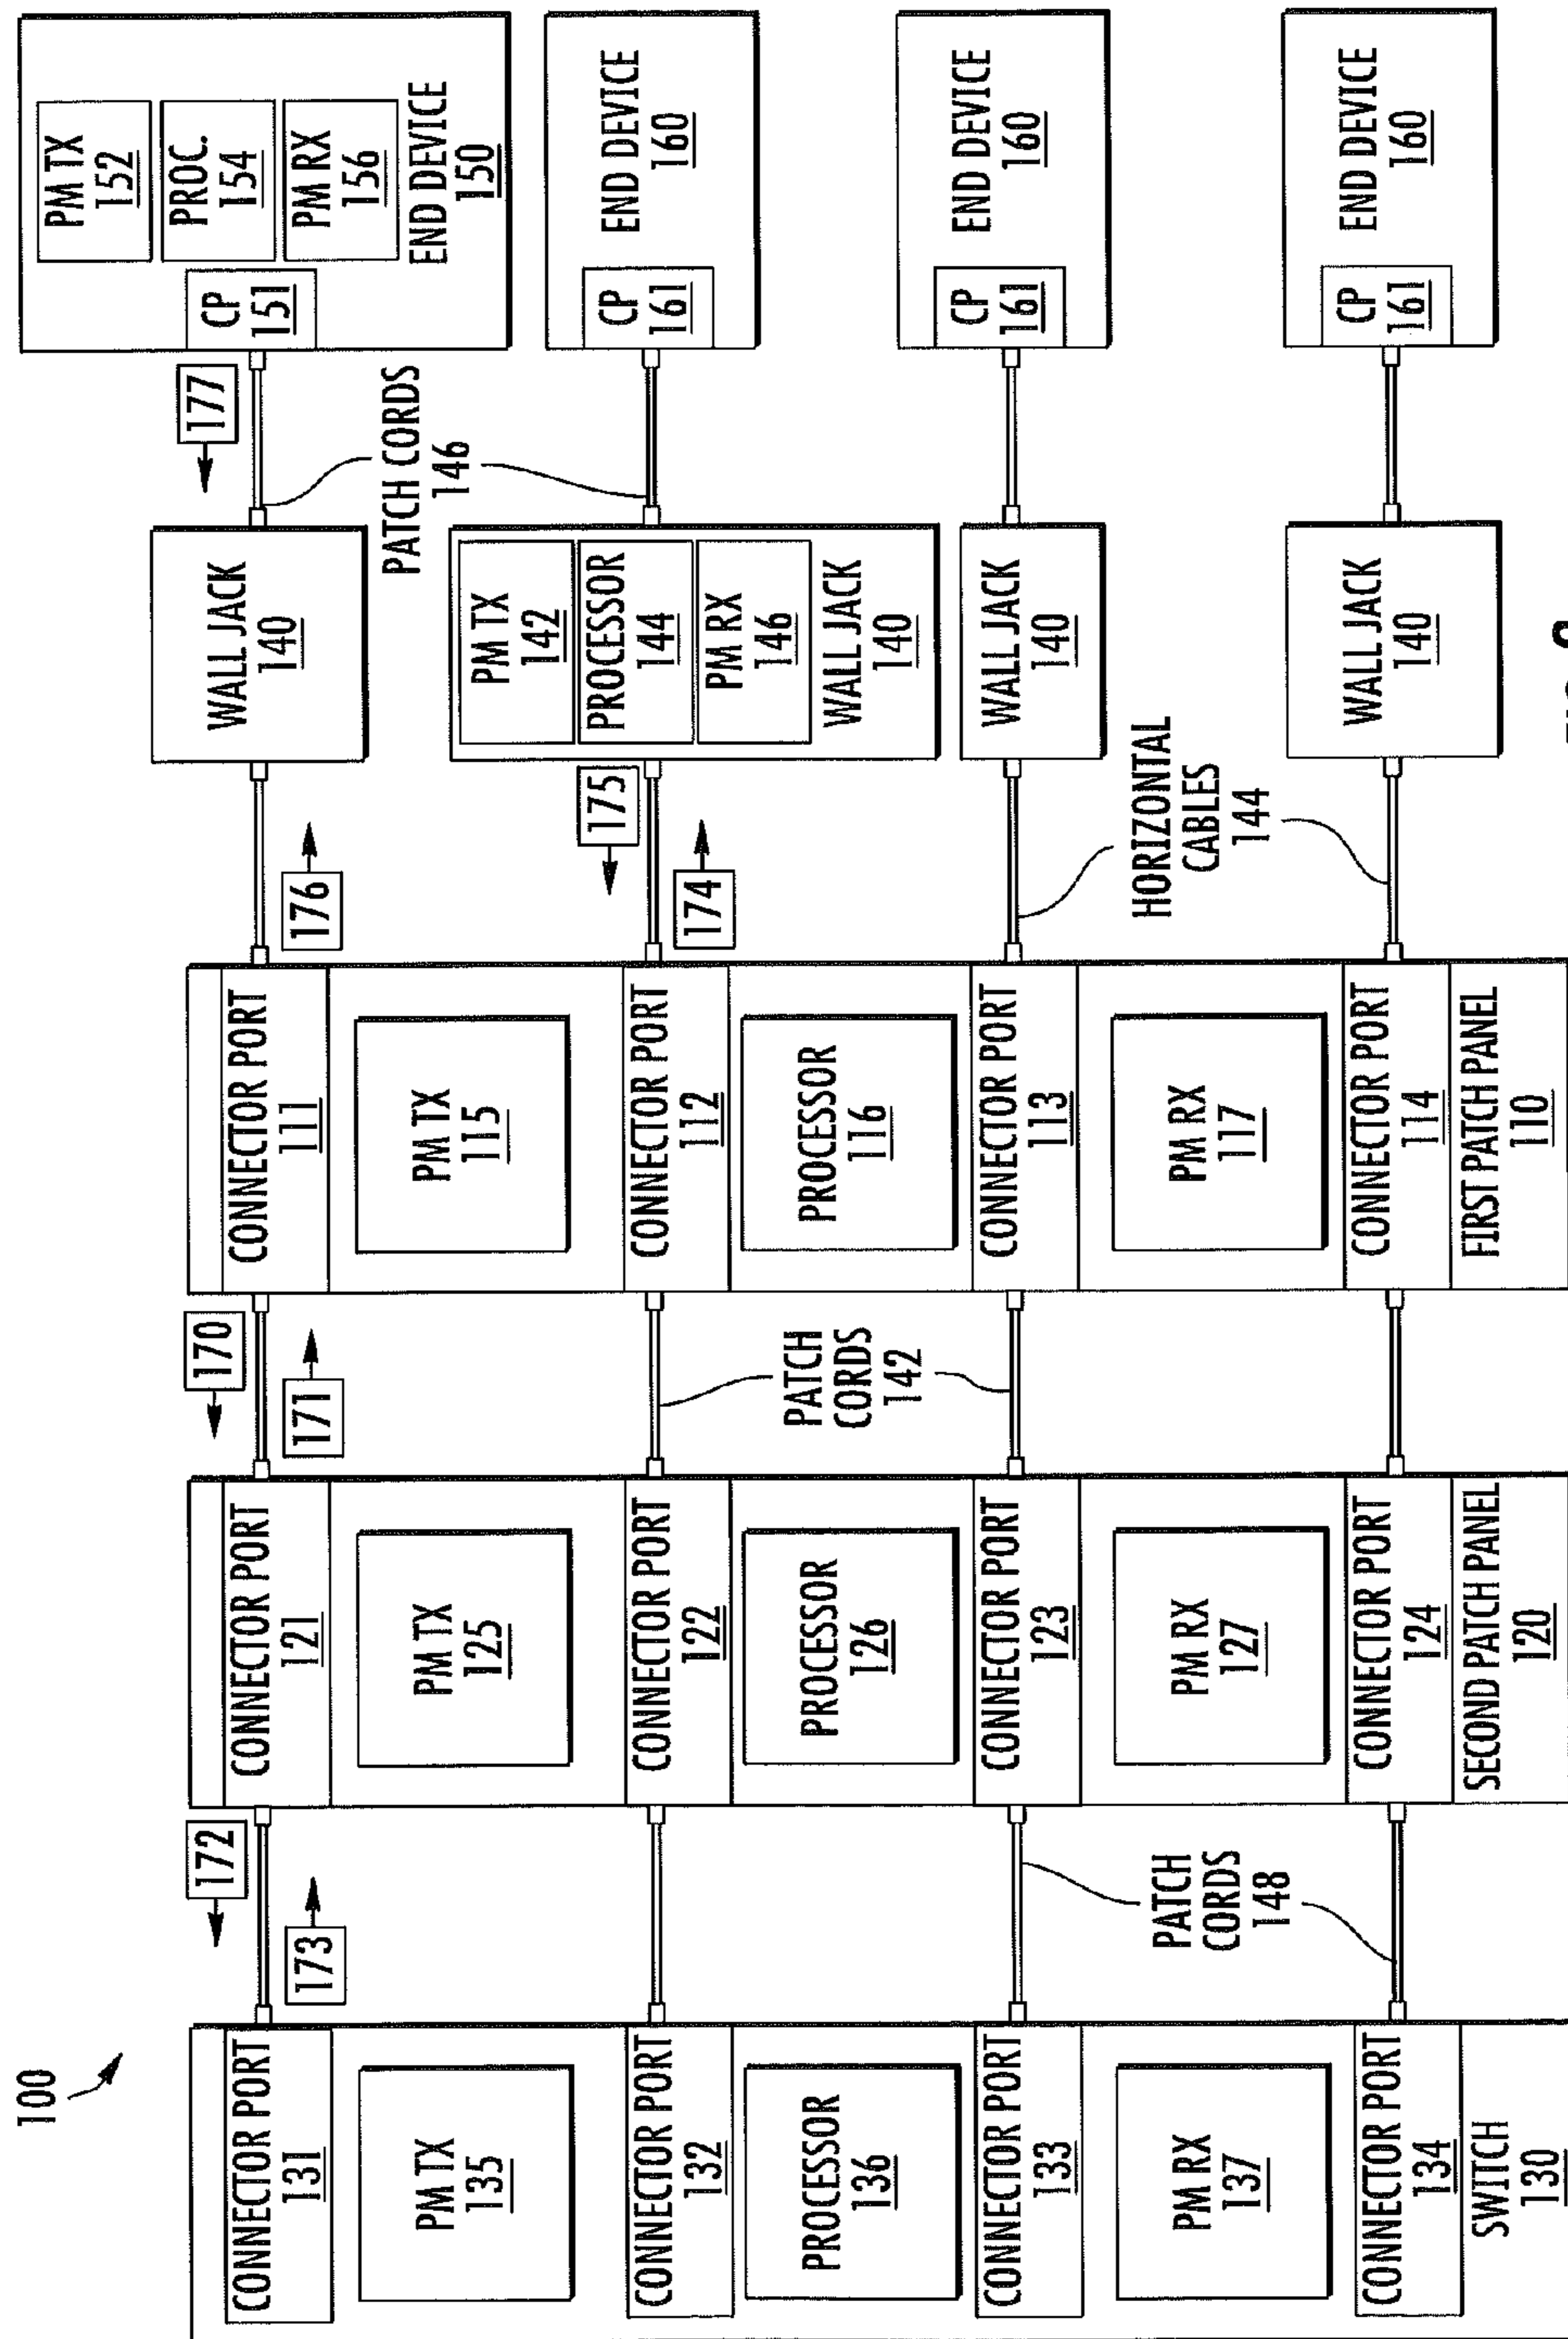 100
CONNECTOR PORT
131
PM TX
135
CONNECTOR PORT
132
PROCESSOR
136
CONNECTOR PORT
133
PM RX
137
CONNECTOR PORT
134
SWITCH
130
172
173
PATCH
CORDS
148
CONNECTOR PORT
121
PM TX
125
CONNECTOR PORT
122
PROCESSOR
126
CONNECTOR PORT
123
PM RX
127
CONNECTOR PORT
124
SECOND PATCH PANEL
120
170
171
PATCH
CORDS
142
CONNECTOR PORT
111
PM TX
115
CONNECTOR PORT
112
PROCESSOR
116
CONNECTOR PORT
113
PM RX
117
CONNECTOR PORT
114
FIRST PATCH PANEL
110
176
175
174
HORIZONTAL
CABLES
144
WALL JACK
140
PM TX
142
PROCESSOR
144
PM RX
146
WALL JACK
140
WALL JACK
140
WALL JACK
140
177
PATCH CORDS
146
PM TX
152
PROC.
154
PM RX
156
CP
151
END DEVICE
150
CP
161
END DEVICE
160
CP
161
END DEVICE
160
CP
161
END DEVICE
160